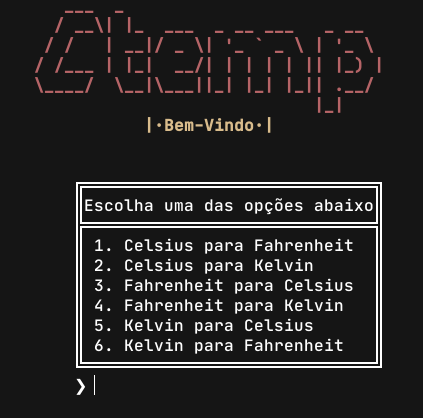 Ctemp
|·Bem-Vindo·|
Escolha uma das opções abaixo
1. Celsius para Fahrenheit
2. Celsius para Kelvin
3. Fahrenheit para Celsius
4. Fahrenheit para Kelvin
5. Kelvin para Celsius
6. Kelvin para Fahrenheit
❯